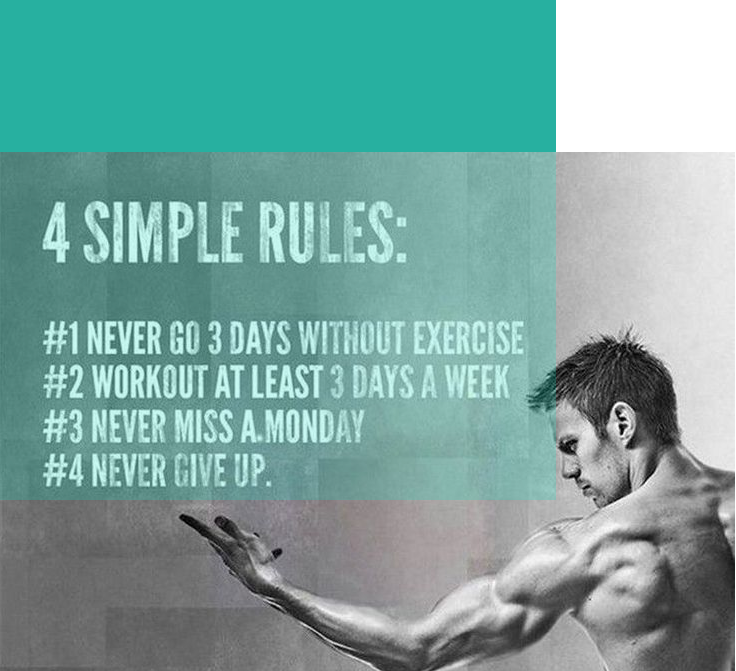 4 SIMPLE RULES:
#1 NEVER GO 3 DAYS WITHOUT EXERCISE
#2 WORKOUT AT LEAST 3 DAYS A WEEK
#3 NEVER MISS A MONDAY
#4 NEVER GIVE UP.